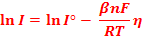 ln I = ln I° − βnF/RT η